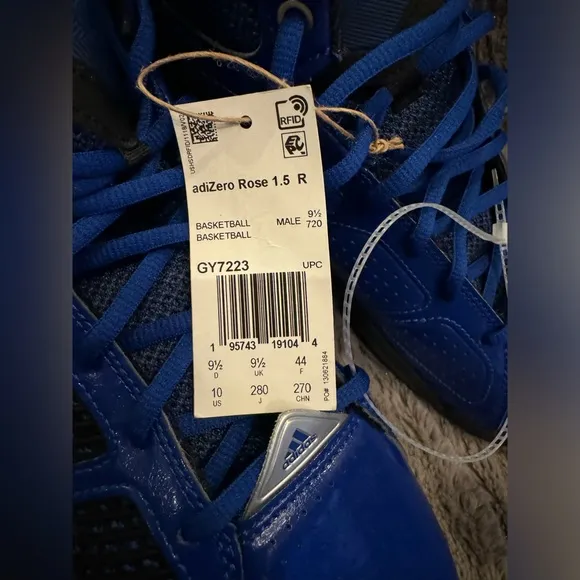 RFID
adiZero Rose 1.5 R
BASKETBALL MALE 9½
BASKETBALL 720
GY7223 UPC
1 95743 19104 4
9½ 9½ 44
D UK F
10 280 270
US J CHN
PO# 130621884
adidas